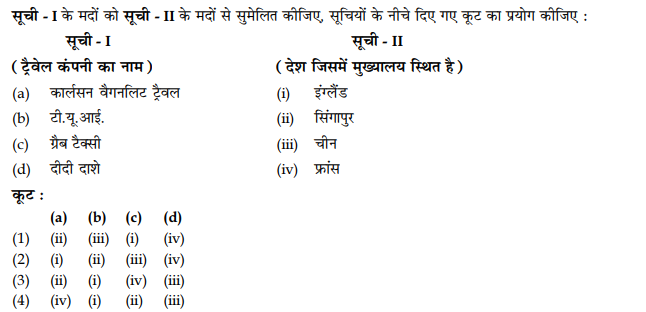 सूची - I के मदों को सूची - II के मदों से सुमेलित कीजिए, सूचियों के नीचे दिए गए कूट का प्रयोग कीजिए :
सूची - I सूची - II
( ट्रैवेल कंपनी का नाम ) ( देश जिसमें मुख्यालय स्थित है )
(a) कार्लसन वैगनलिट ट्रैवल (i) इंग्लैंड
(b) टी.यू.आई. (ii) सिंगापुर
(c) ग्रैब टैक्सी (iii) चीन
(d) दीदी दाशे (iv) फ्रांस
कूट :
(a) (b) (c) (d)
(1) (ii) (iii) (i) (iv)
(2) (i) (ii) (iii) (iv)
(3) (ii) (i) (iv) (iii)
(4) (iv) (i) (ii) (iii)